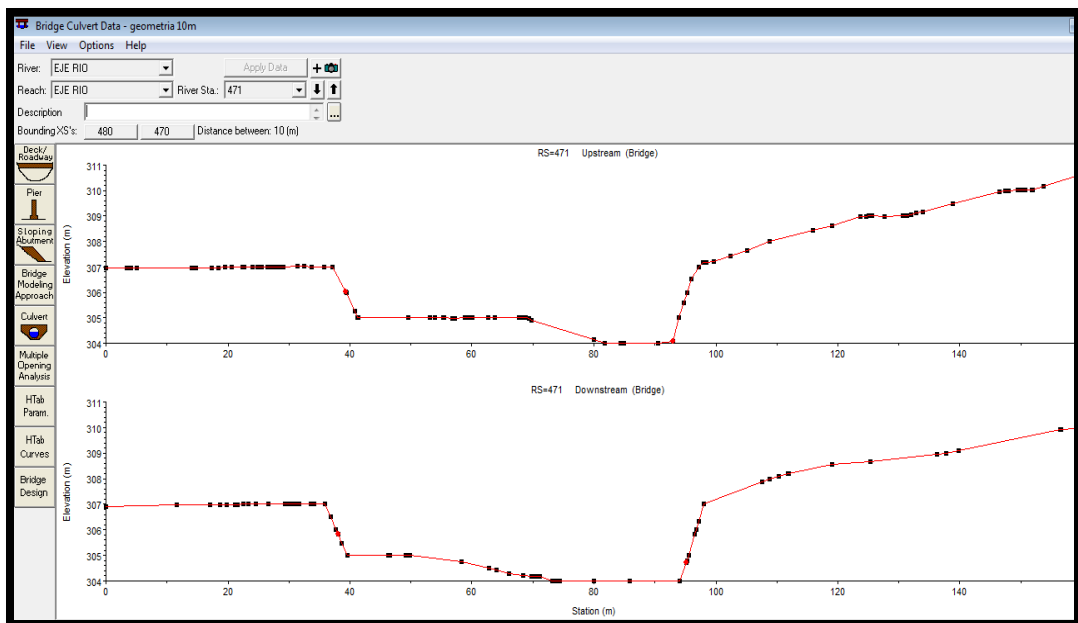 Bridge Culvert Data - geometria 10m
File View Options Help
River: EJE RIO Apply Data +
Reach: EJE RIO River Sta.: 471
Description ...
Bounding XS's: 480 470 Distance between: 10 (m)
Deck/
Roadway
Pier
Sloping
Abutment
Bridge
Modeling
Approach
Culvert
Multiple
Opening
Analysis
HTab
Param.
HTab
Curves
Bridge
Design
RS=471 Upstream (Bridge)
311
310
309
308
307
306
305
304
Elevation (m)
0 20 40 60 80 100 120 140
RS=471 Downstream (Bridge)
311
310
309
308
307
306
305
304
Elevation (m)
0 20 40 60 80 100 120 140
Station (m)